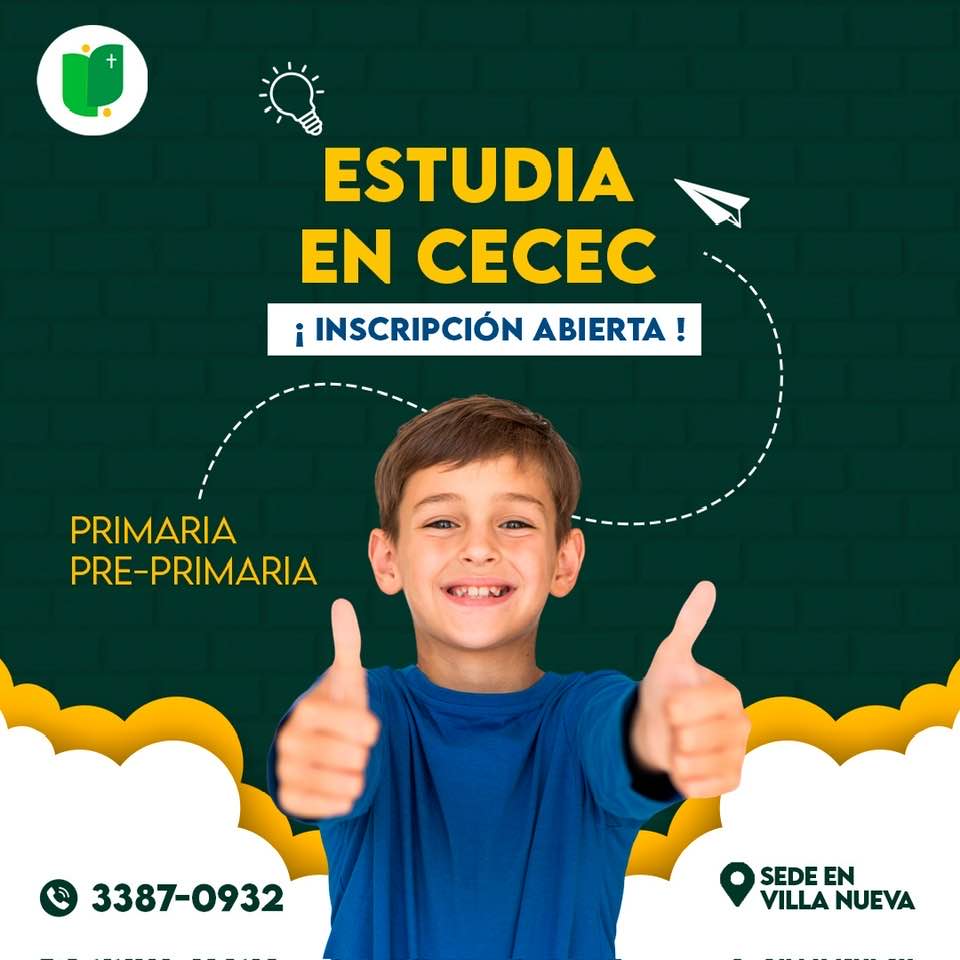 ESTUDIA
EN CECEC
¡ INSCRIPCIÓN ABIERTA !
PRIMARIA
PRE-PRIMARIA
3387-0932
SEDE EN
VILLA NUEVA